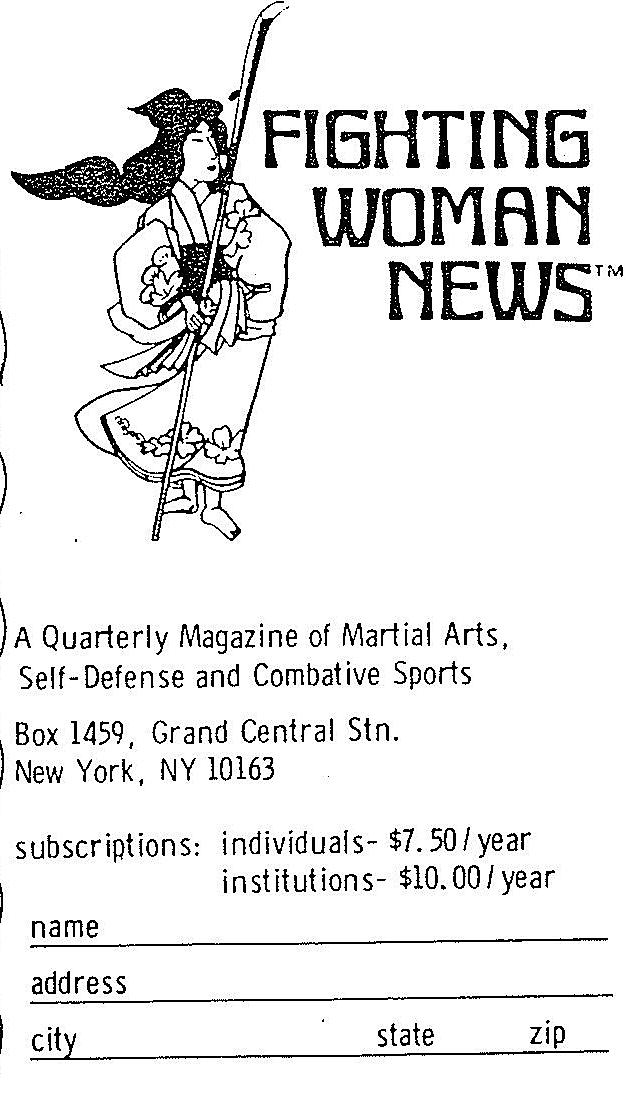 FIGHTING
WOMAN
NEWS™
A Quarterly Magazine of Martial Arts,
Self-Defense and Combative Sports
Box 1459, Grand Central Stn.
New York, NY 10163
subscriptions: individuals- $7.50/year
institutions- $10.00/year
name
address
city state zip